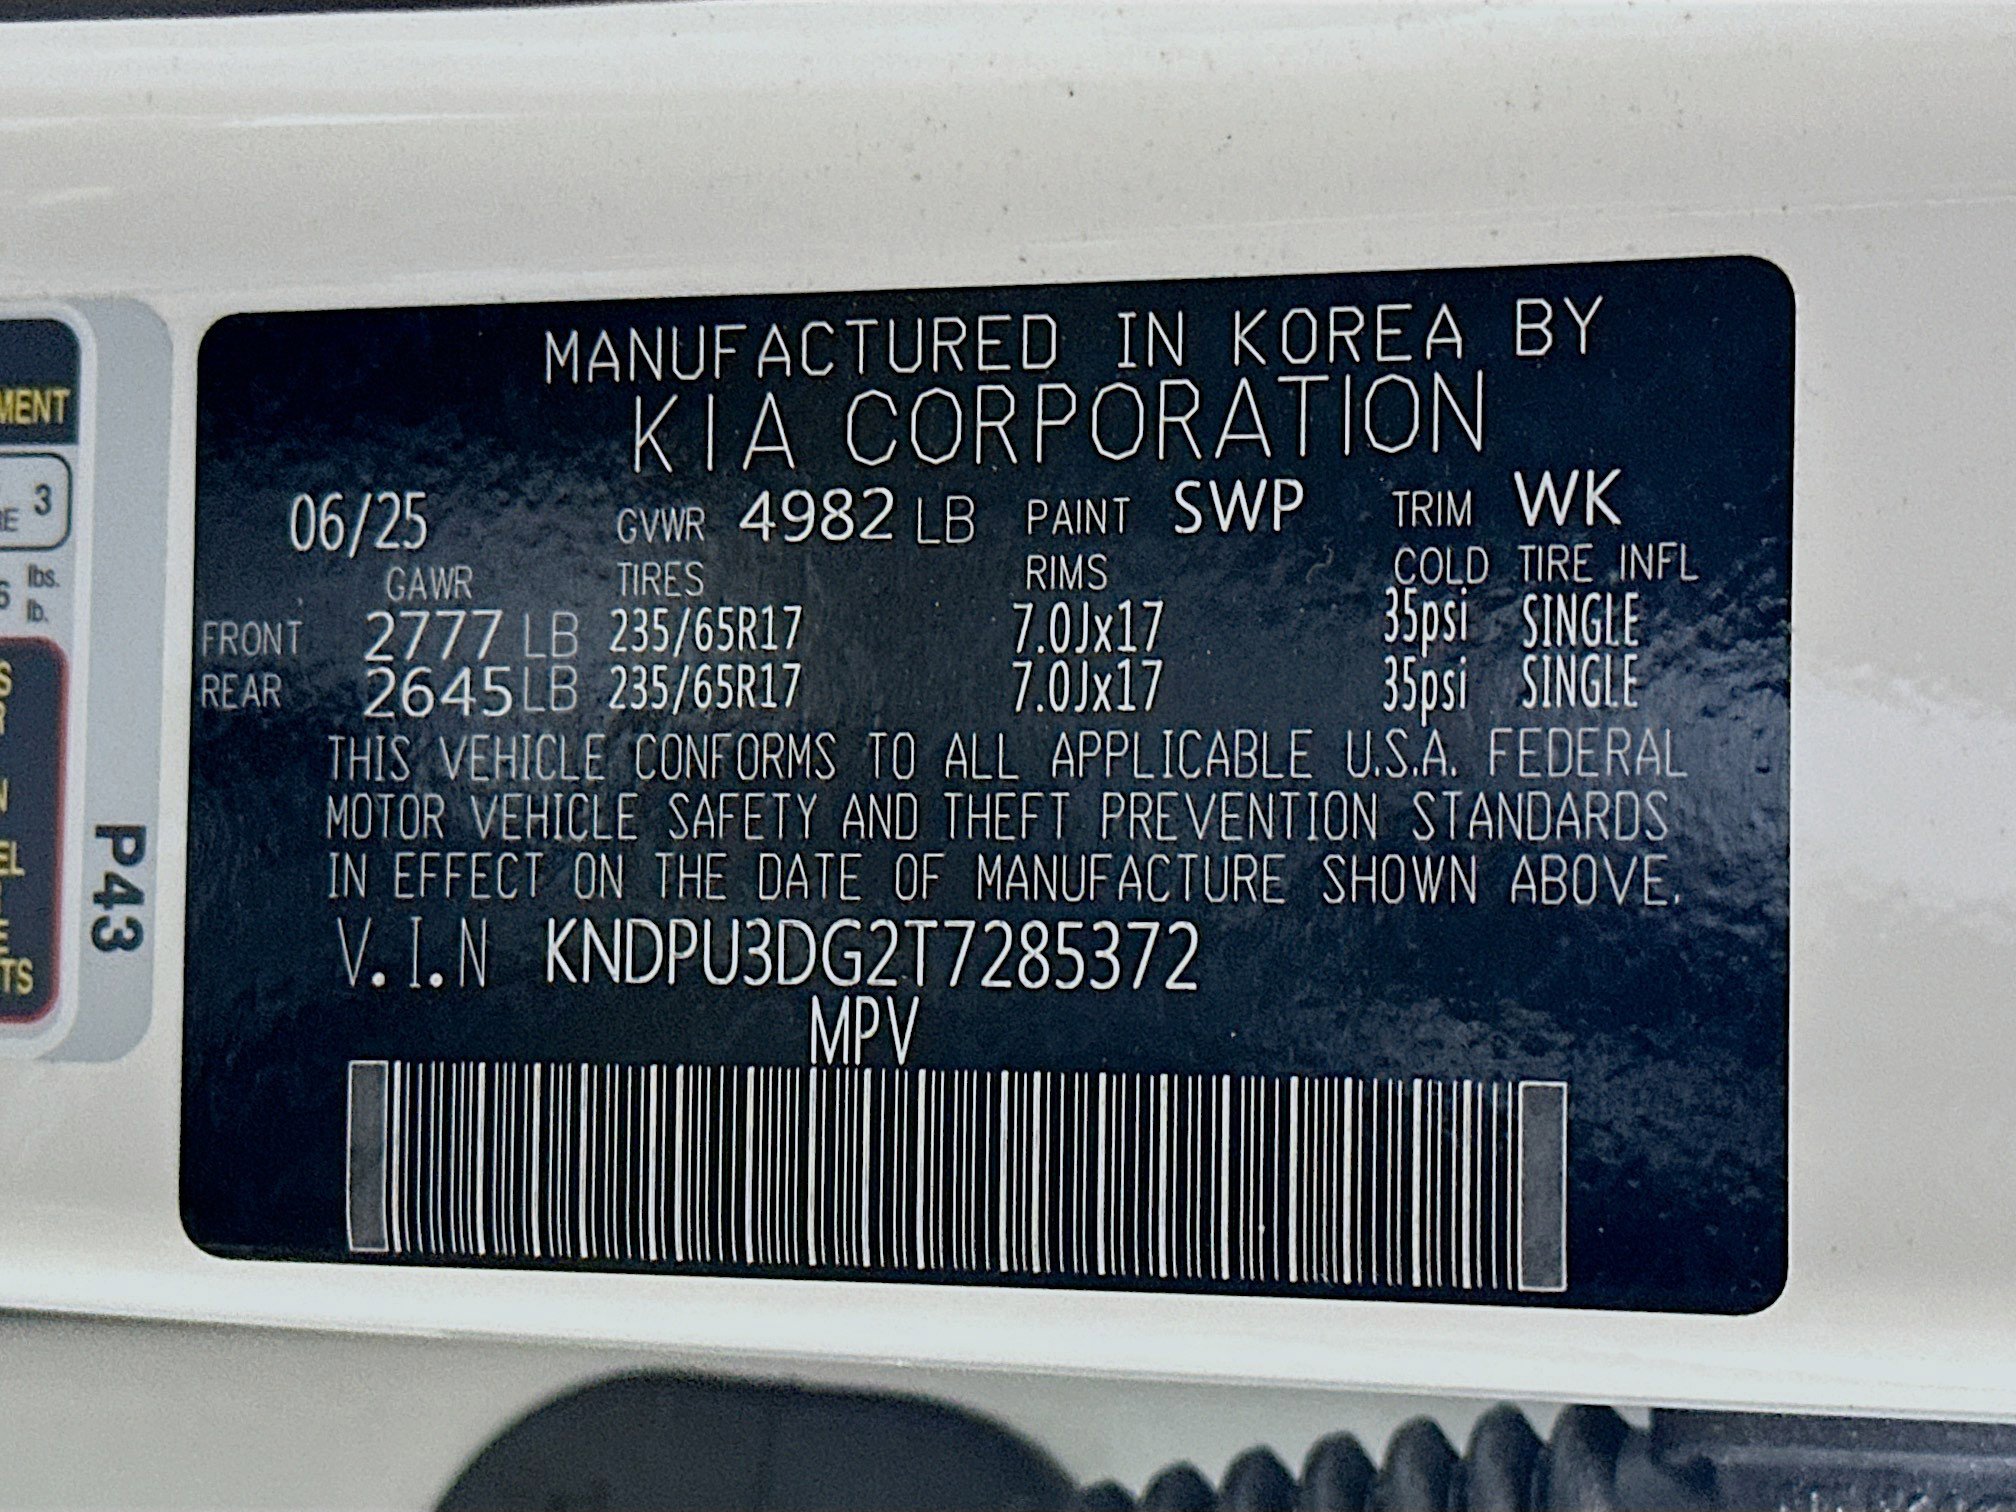 MANUFACTURED IN KOREA BY
KIA CORPORATION
06/25 GVWR 4982 LB PAINT SWP TRIM WK
GAWR TIRES RIMS COLD TIRE INFL
FRONT 2777 LB 235/65R17 7.0Jx17 35psi SINGLE
REAR 2645 LB 235/65R17 7.0Jx17 35psi SINGLE
THIS VEHICLE CONFORMS TO ALL APPLICABLE U.S.A. FEDERAL
MOTOR VEHICLE SAFETY AND THEFT PREVENTION STANDARDS
IN EFFECT ON THE DATE OF MANUFACTURE SHOWN ABOVE.
V.I.N KNDPU3DG2T7285372
MPV
3
lbs.
lb.
P43